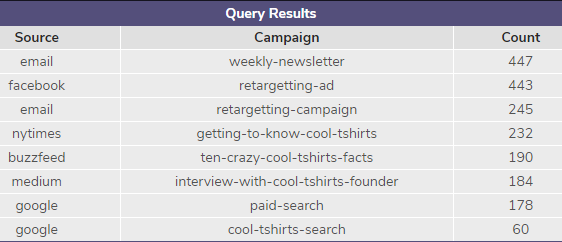 Query Results
Source Campaign Count
email weekly-newsletter 447
facebook retargetting-ad 443
email retargetting-campaign 245
nytimes getting-to-know-cool-tshirts 232
buzzfeed ten-crazy-cool-tshirts-facts 190
medium interview-with-cool-tshirts-founder 184
google paid-search 178
google cool-tshirts-search 60